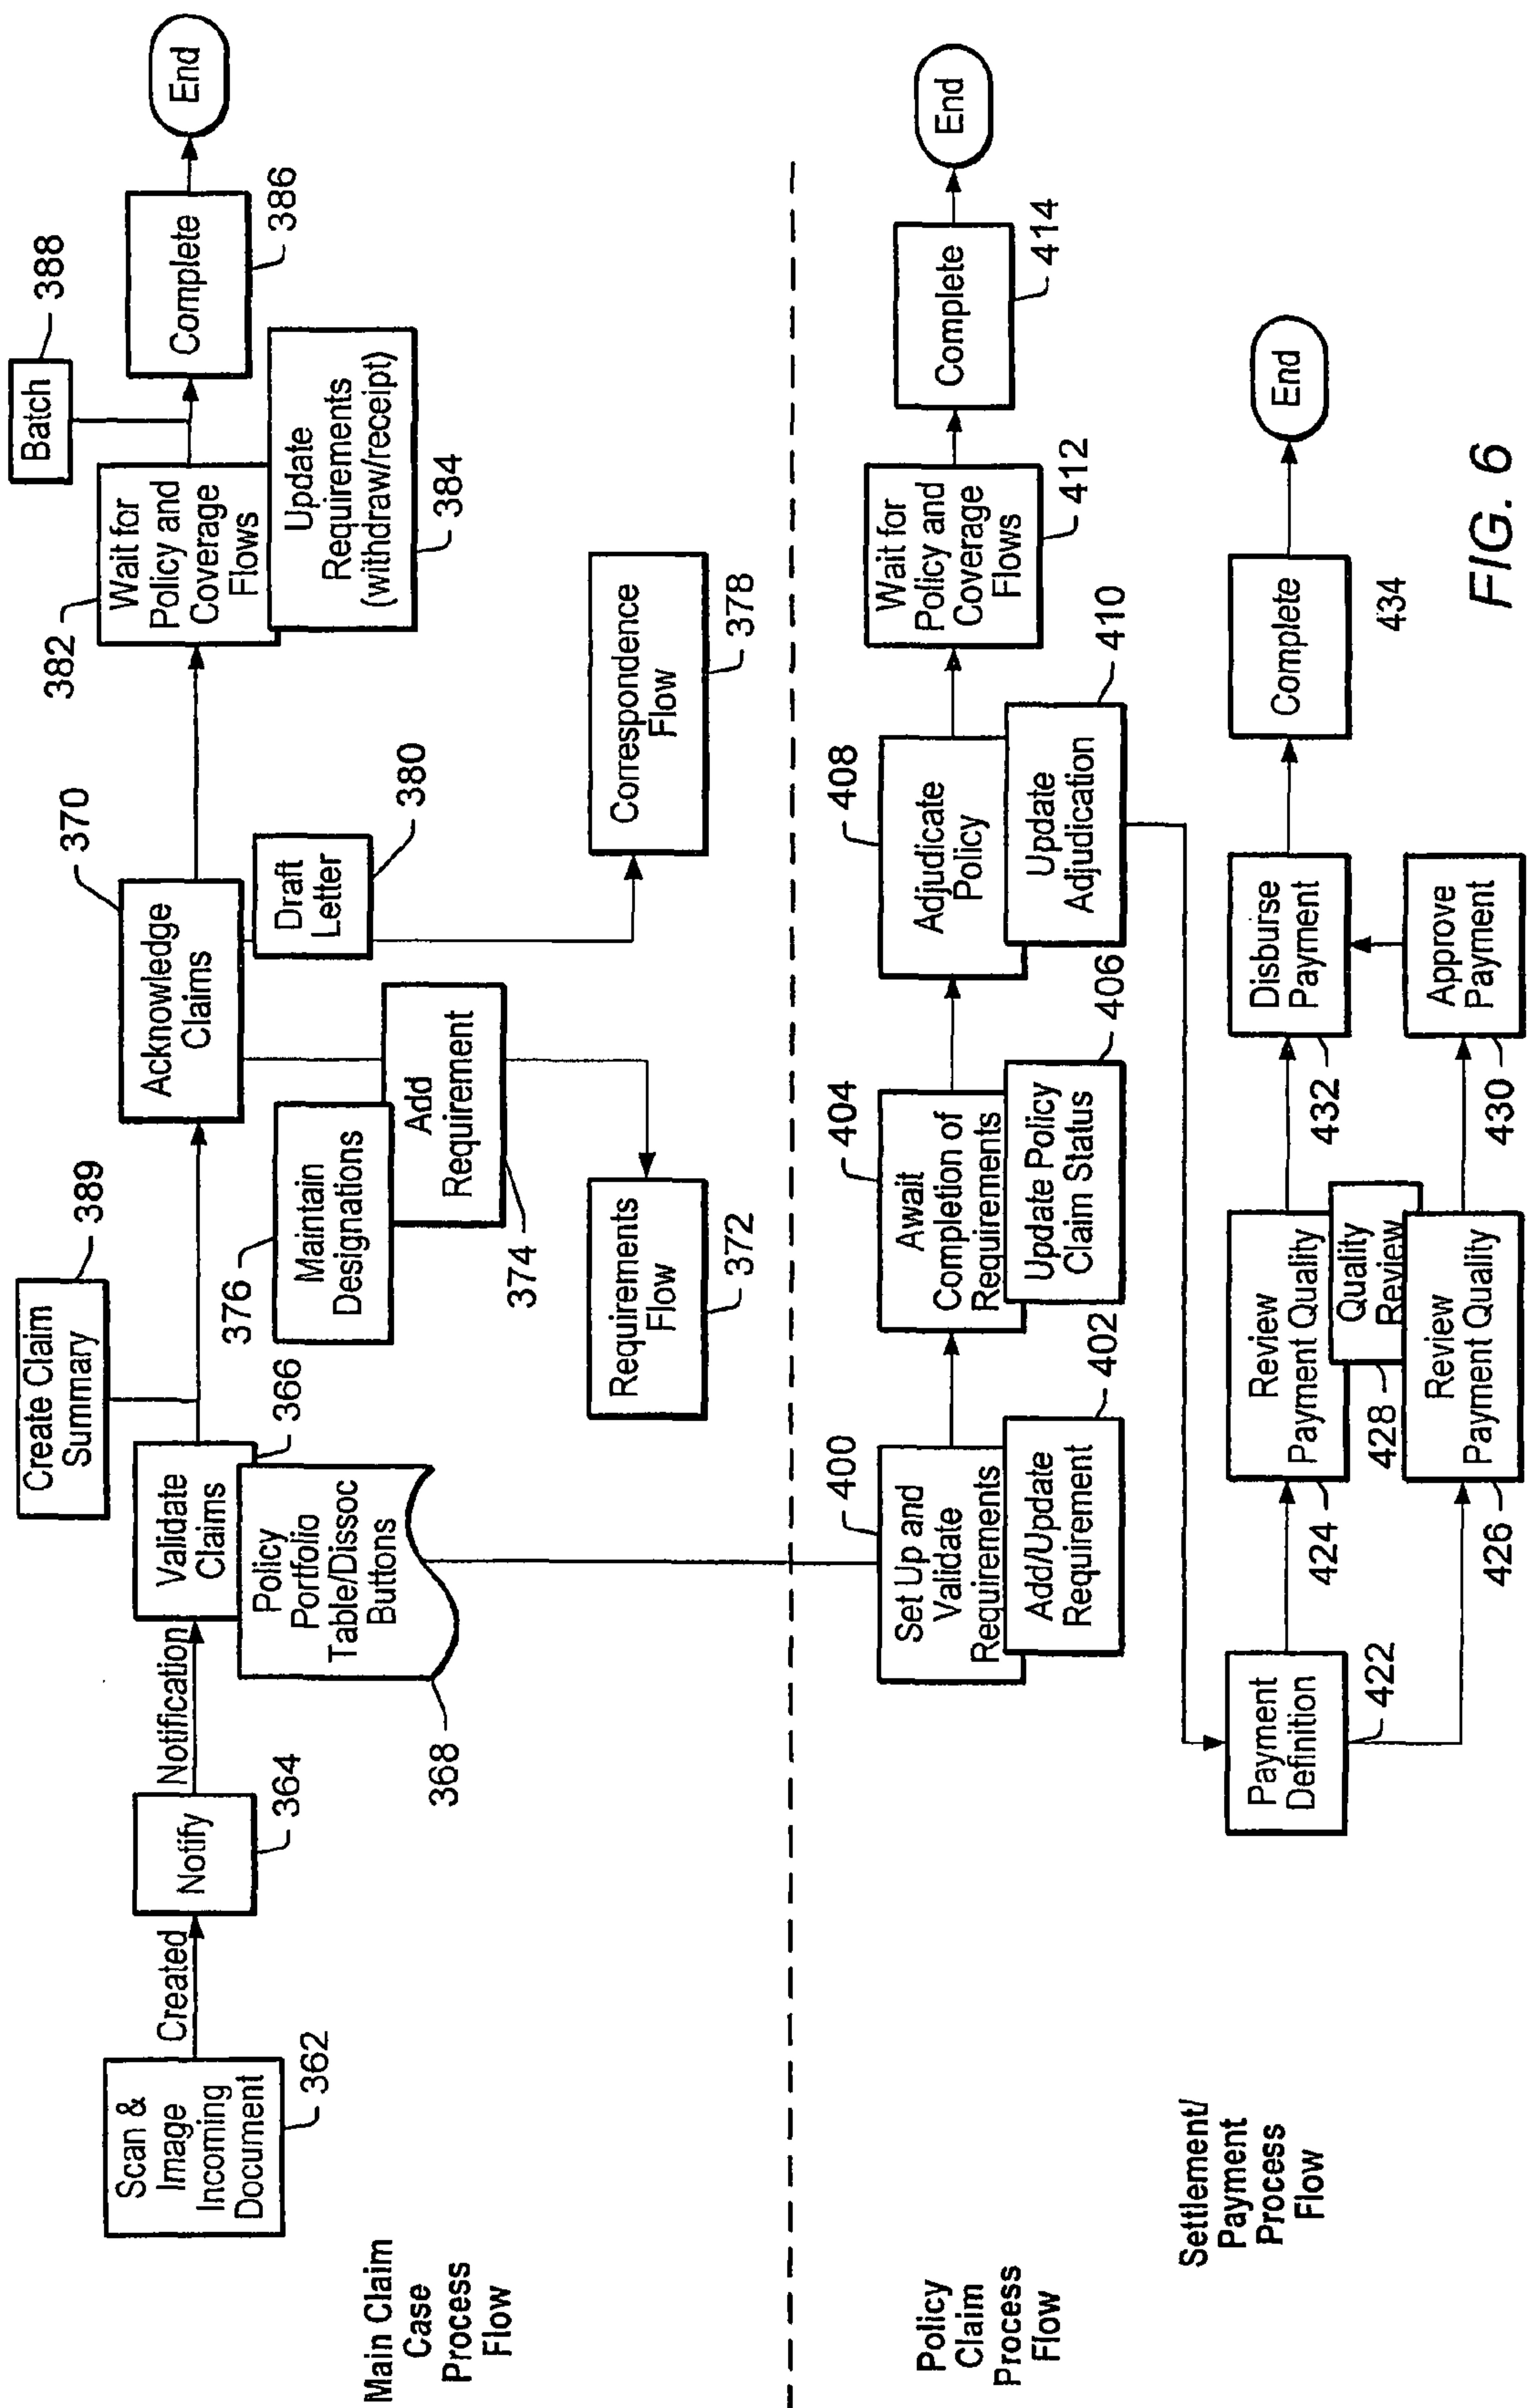 Main Claim
Case
Process
Flow
Scan &
Image
Incoming
Document
362
Created
Notify
364
Notification
Validate
Claims
366
Policy
Portfolio
Table/Dissoc
Buttons
368
Create Claim
Summary
389
Acknowledge
Claims
370
Maintain
Designations
376
Add
Requirement
374
Requirements
Flow
372
Draft
Letter
380
Correspondence
Flow
378
Wait for
Policy and
Coverage
Flows
382
Update
Requirements
(withdraw/receipt)
384
Batch
388
Complete
386
End
Policy
Claim
Process
Flow
Set Up and
Validate
Requirements
400
Add/Update
Requirement
402
Await
Completion of
Requirements
404
Update Policy
Claim Status
406
Adjudicate
Policy
408
Update
Adjudication
410
Wait for
Policy and
Coverage
Flows
412
Complete
414
End
Settlement/
Payment
Process
Flow
Payment
Definition
422
Review
Payment Quality
424
Quality
Review
428
Review
Payment Quality
426
Disburse
Payment
432
Approve
Payment
430
Complete
434
End
FIG. 6